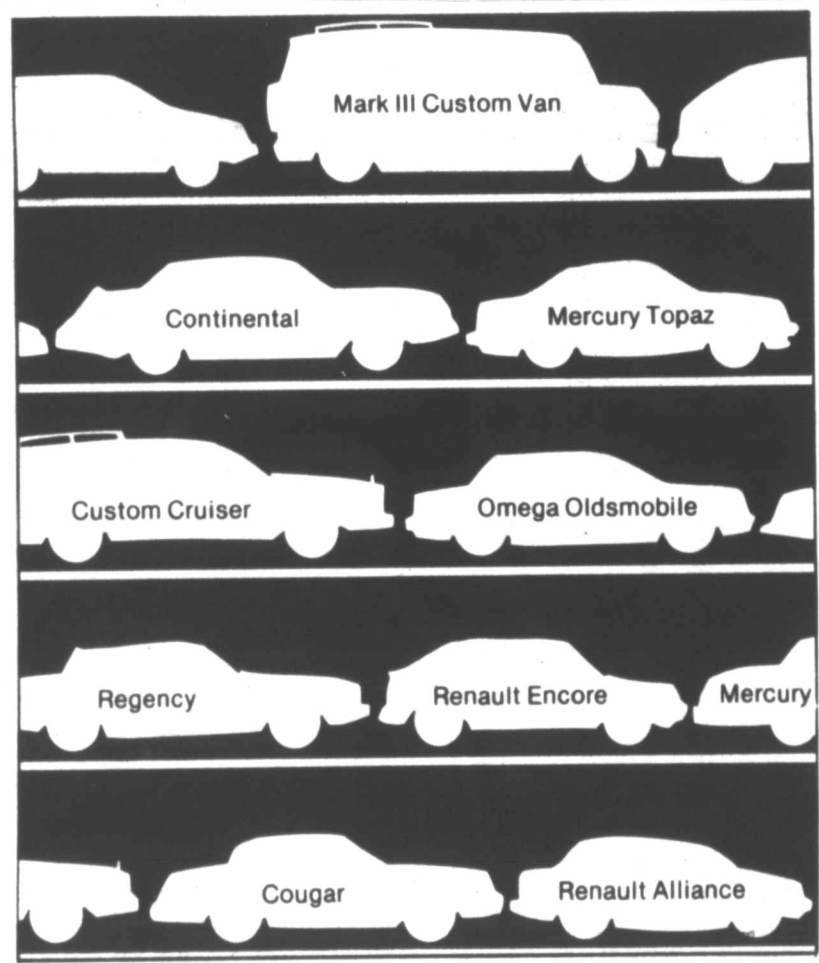 Mark III Custom Van
Continental
Mercury Topaz
Custom Cruiser
Omega Oldsmobile
Regency
Renault Encore
Mercury
Cougar
Renault Alliance